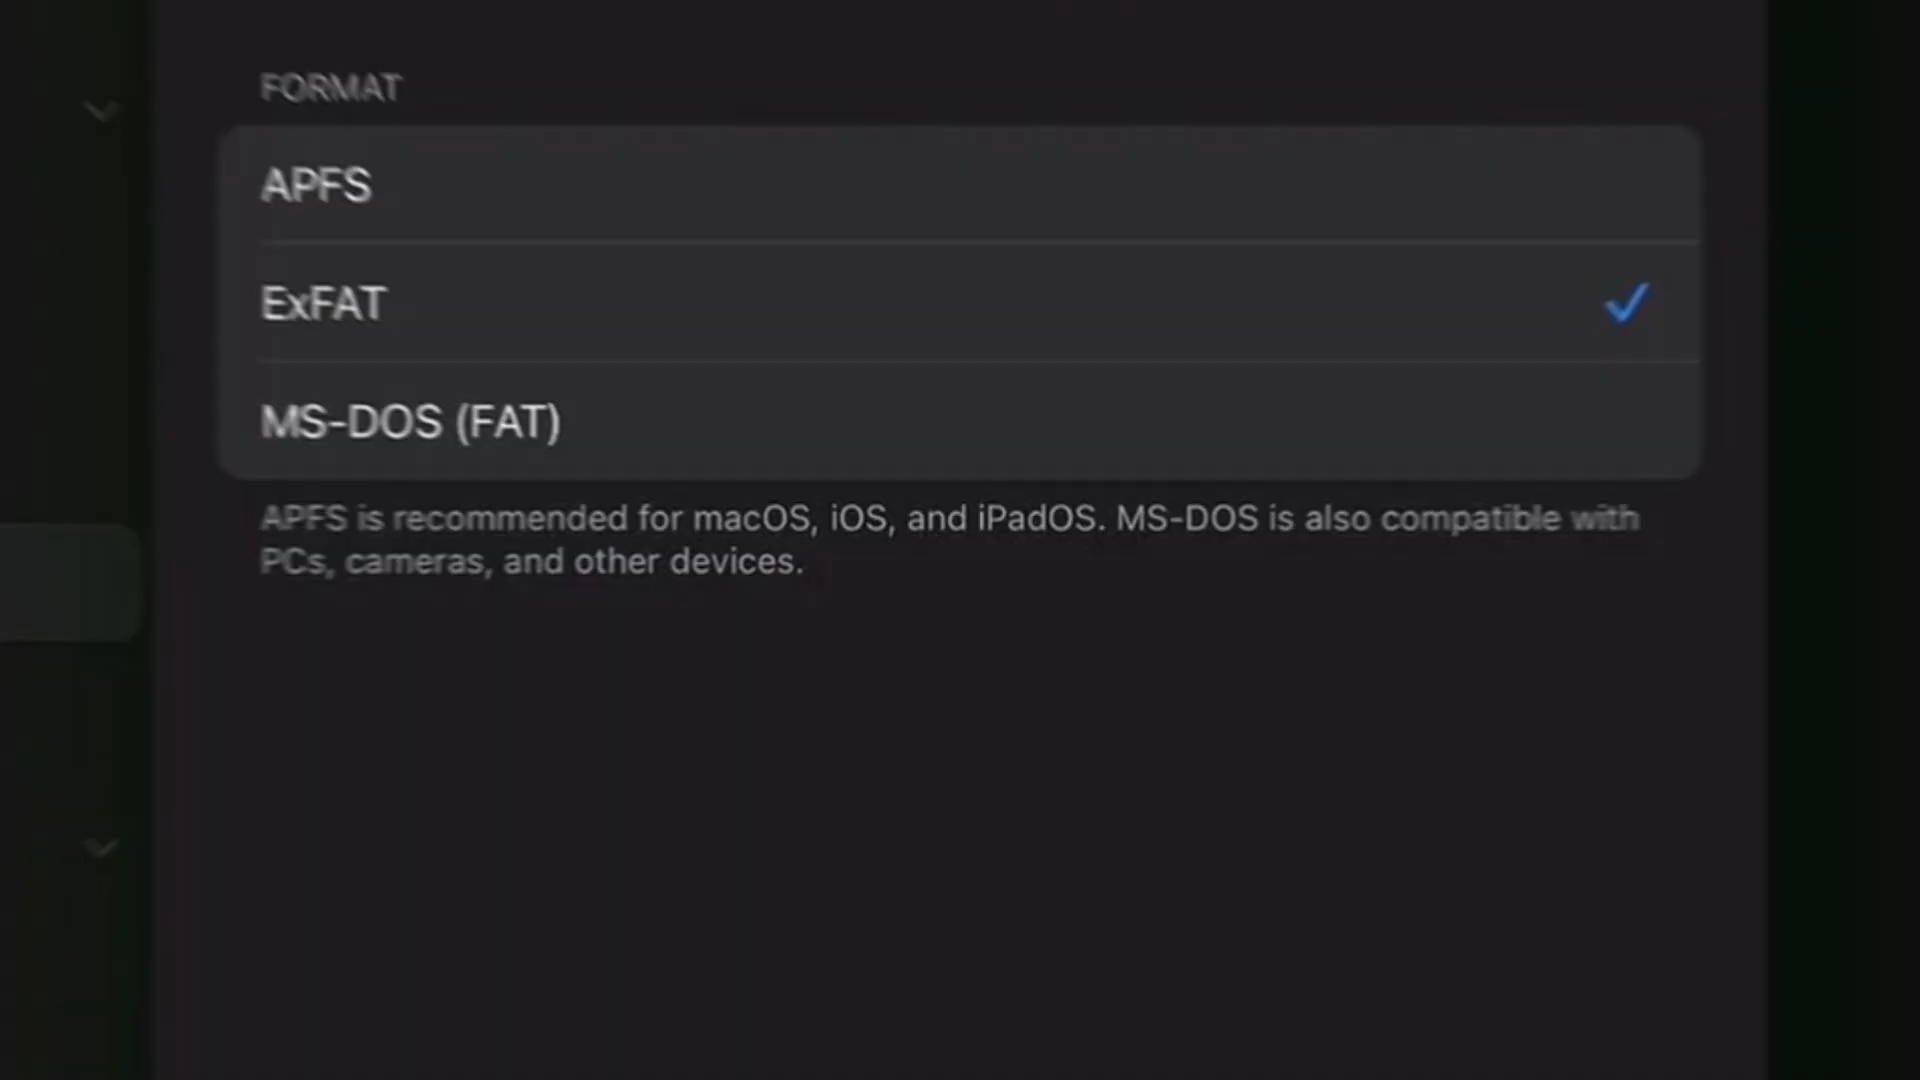 FORMAT
APFS
ExFAT
MS-DOS (FAT)
APFS is recommended for macOS, iOS, and iPadOS. MS-DOS is also compatible with
PCs, cameras, and other devices.